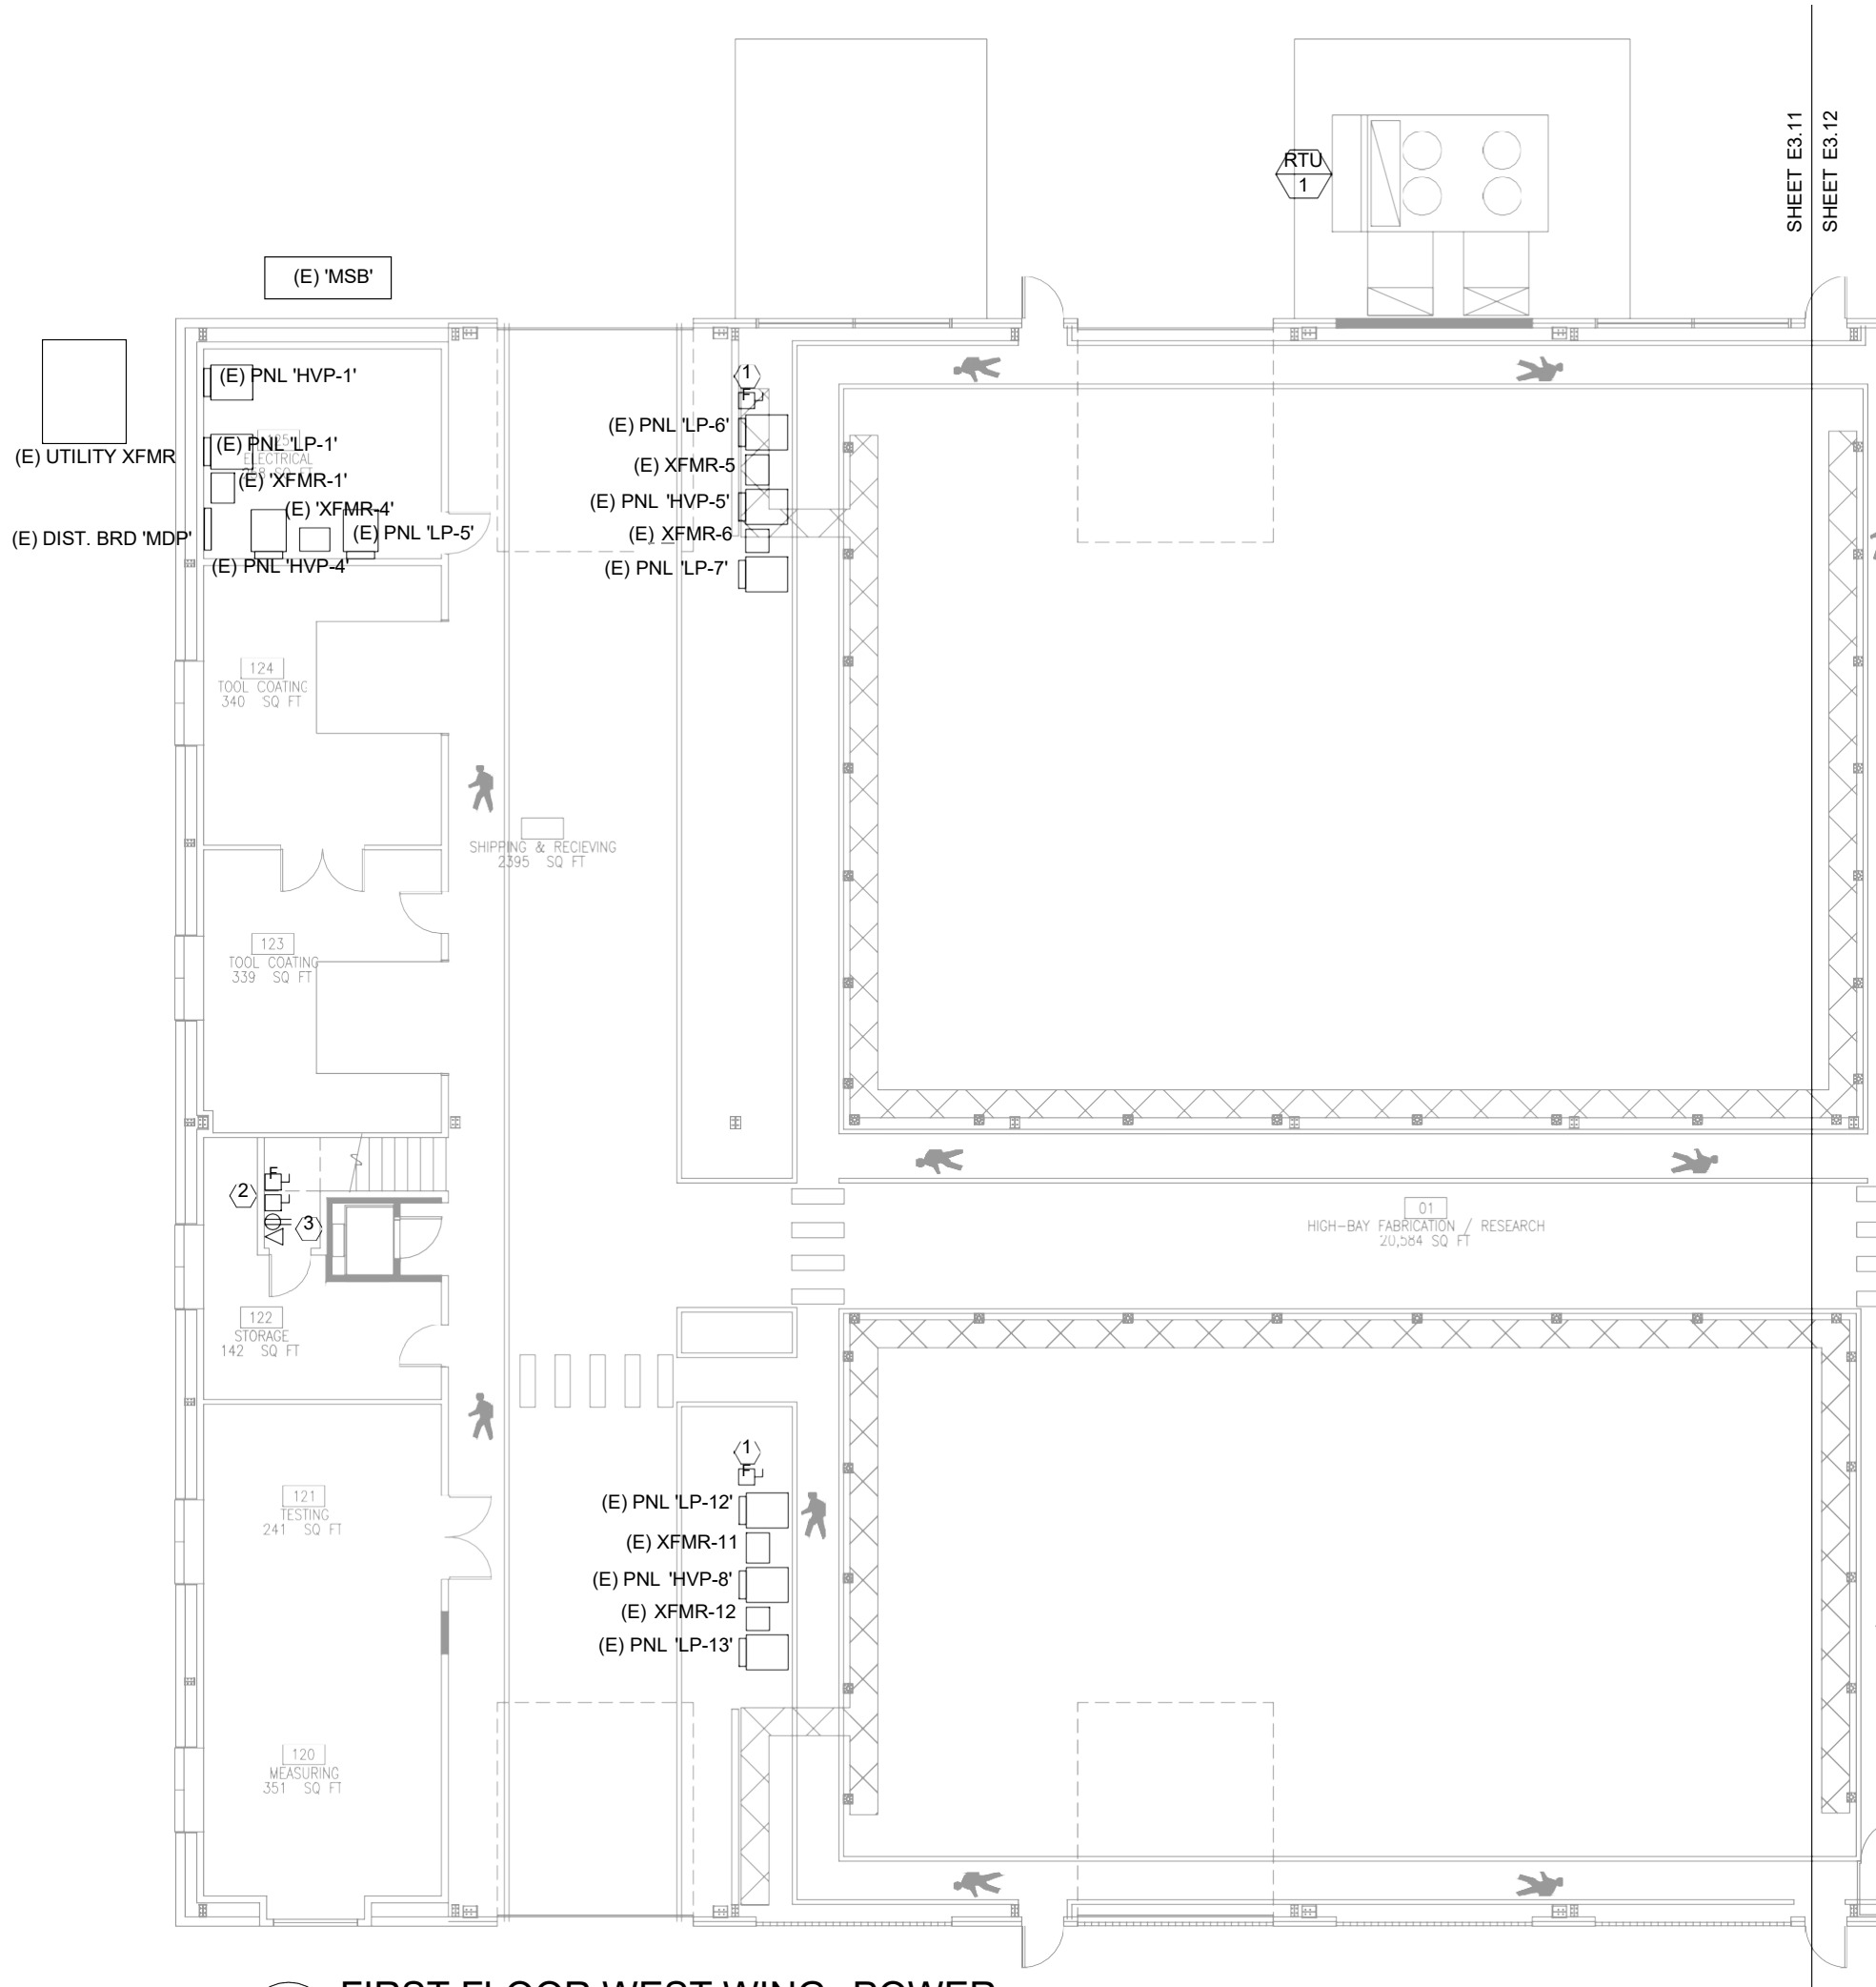 SHEET E3.11
SHEET E3.12
RTU
1
(E) 'MSB'
(E) PNL 'HVP-1'
1
F
(E) PNL 'LP-6'
(E) PNL 'LP-1'
125
ELECTRICAL
(E) UTILITY XFMR
(E) XFMR-5
(E) 'XFMR-1'
(E) PNL 'HVP-5'
(E) 'XFMR-4'
(E) PNL 'LP-5'
(E) XFMR-6
(E) DIST. BRD 'MDP'
(E) PNL 'HVP-4'
(E) PNL 'LP-7'
124
TOOL COATING
340 SQ FT
SHIPPING & RECIEVING
2395 SQ FT
123
TOOL COATING
339 SQ FT
F
2
3
01
HIGH-BAY FABRICATION / RESEARCH
20,584 SQ FT
122
STORAGE
142 SQ FT
1
F
(E) PNL 'LP-12'
121
TESTING
241 SQ FT
(E) XFMR-11
(E) PNL 'HVP-8'
(E) XFMR-12
(E) PNL 'LP-13'
120
MEASURING
351 SQ FT
FIRST FLOOR WEST WING - POWER